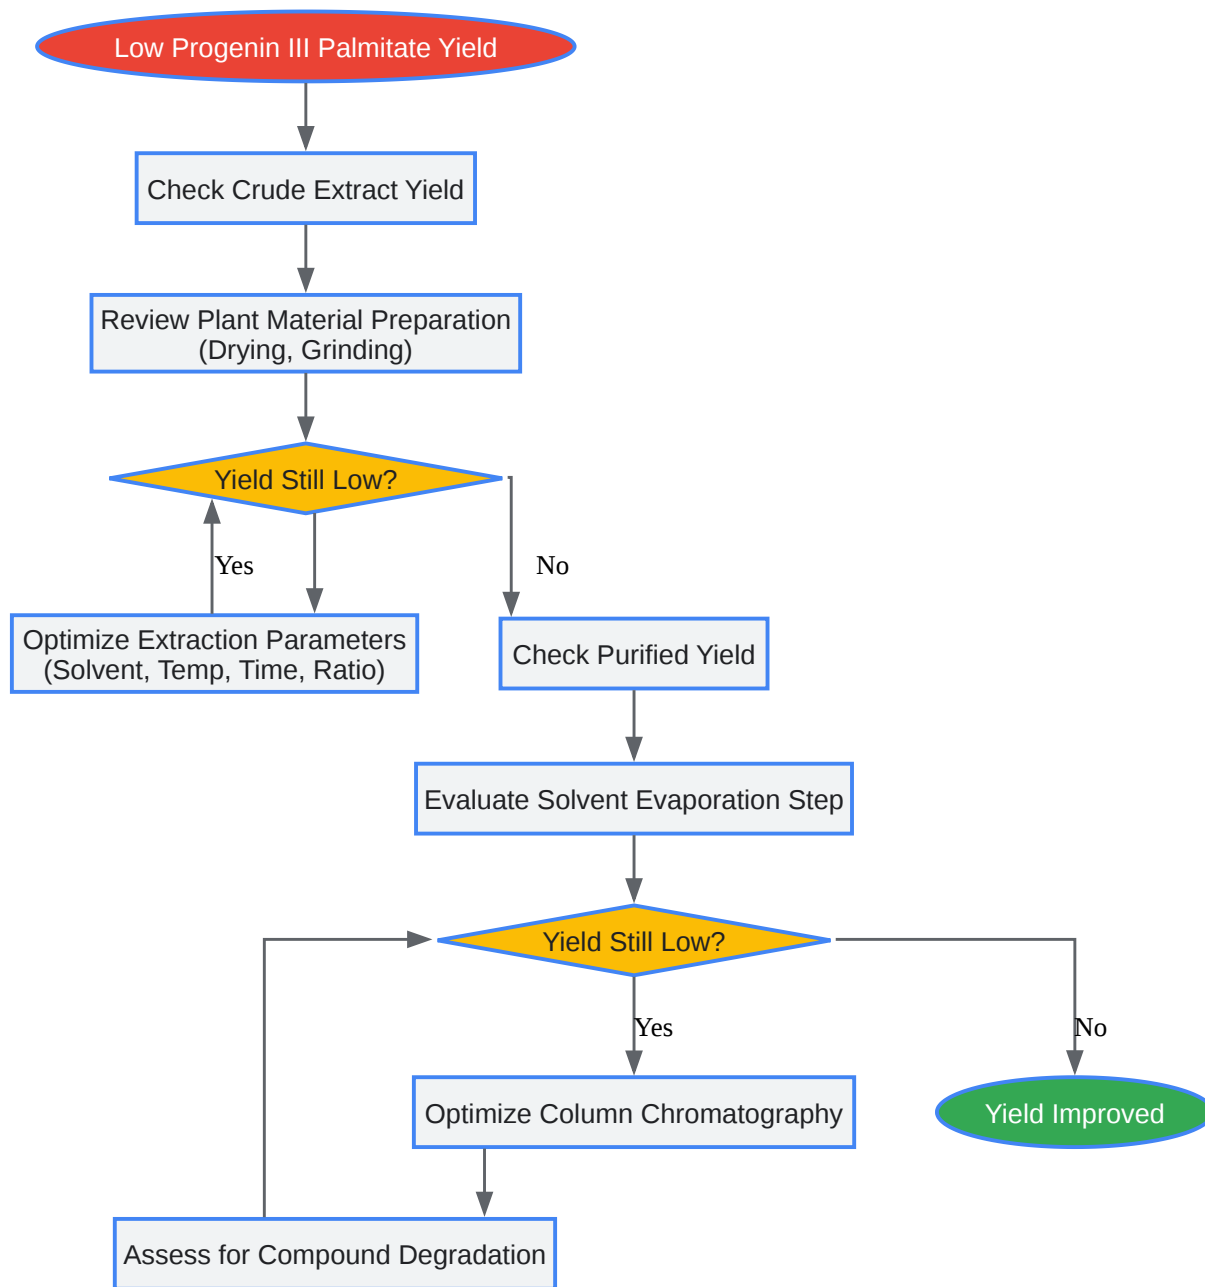 Low Progenin III Palmitate Yield
Check Crude Extract Yield
Review Plant Material Preparation
(Drying, Grinding)
Yield Still Low?
Yes
No
Optimize Extraction Parameters
(Solvent, Temp, Time, Ratio)
Check Purified Yield
Evaluate Solvent Evaporation Step
Yield Still Low?
Yes
No
Optimize Column Chromatography
Yield Improved
Assess for Compound Degradation